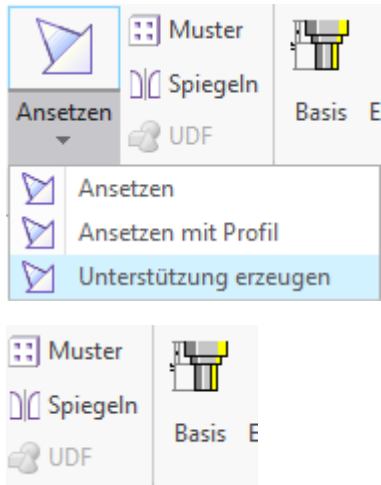 Muster
Spiegeln
Ansetzen
UDF
Basis E
Ansetzen
Ansetzen mit Profil
Unterstützung erzeugen
Muster
Spiegeln
Basis E
UDF